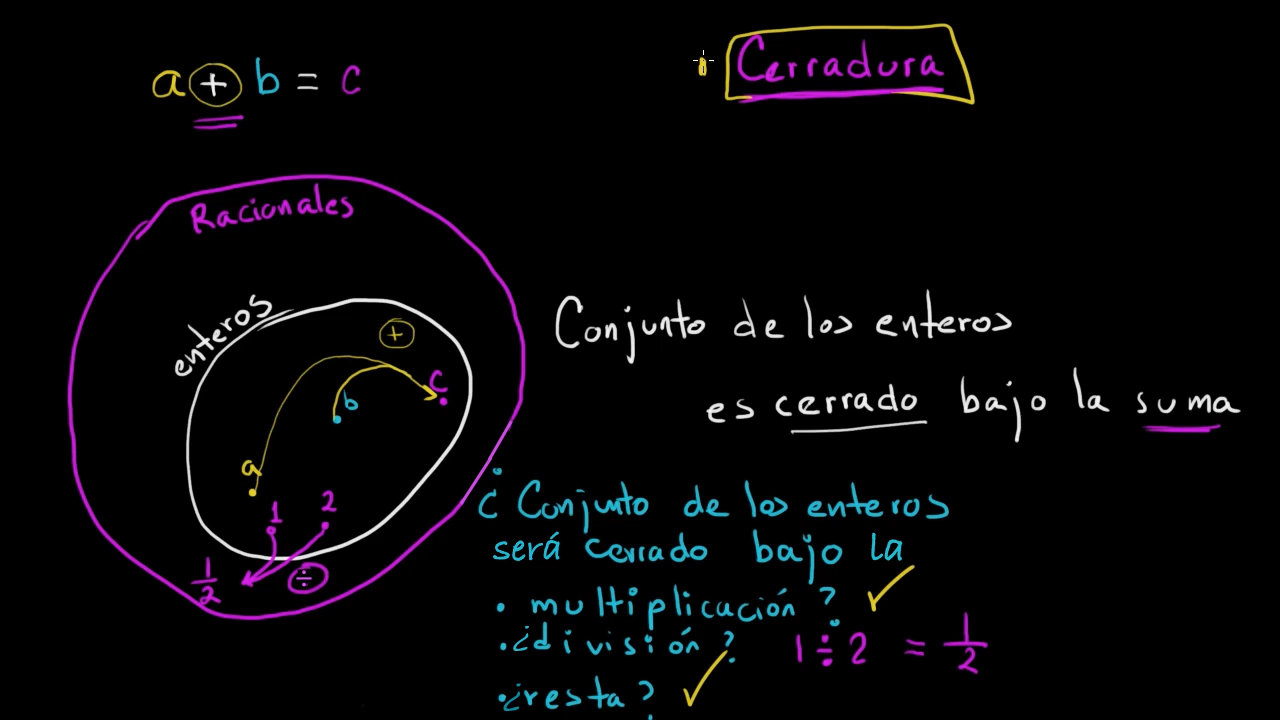 a + b = c
Cerradura
Racionales
enteros
+
c
b
a
1 2
1/2
÷
Conjunto de los enteros
es cerrado bajo la suma
¿Conjunto de los enteros
será cerrado bajo la
• multiplicación? ✓
• ¿división? 1 ÷ 2 = 1/2
• ¿resta? ✓